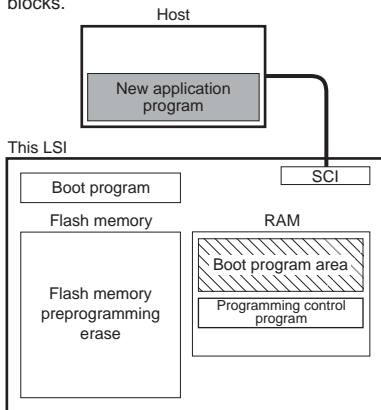 blocks.
Host
New application
program
This LSI
SCI
Boot program
Flash memory
RAM
Boot program area
Flash memory
preprogramming
erase
Programming control
program